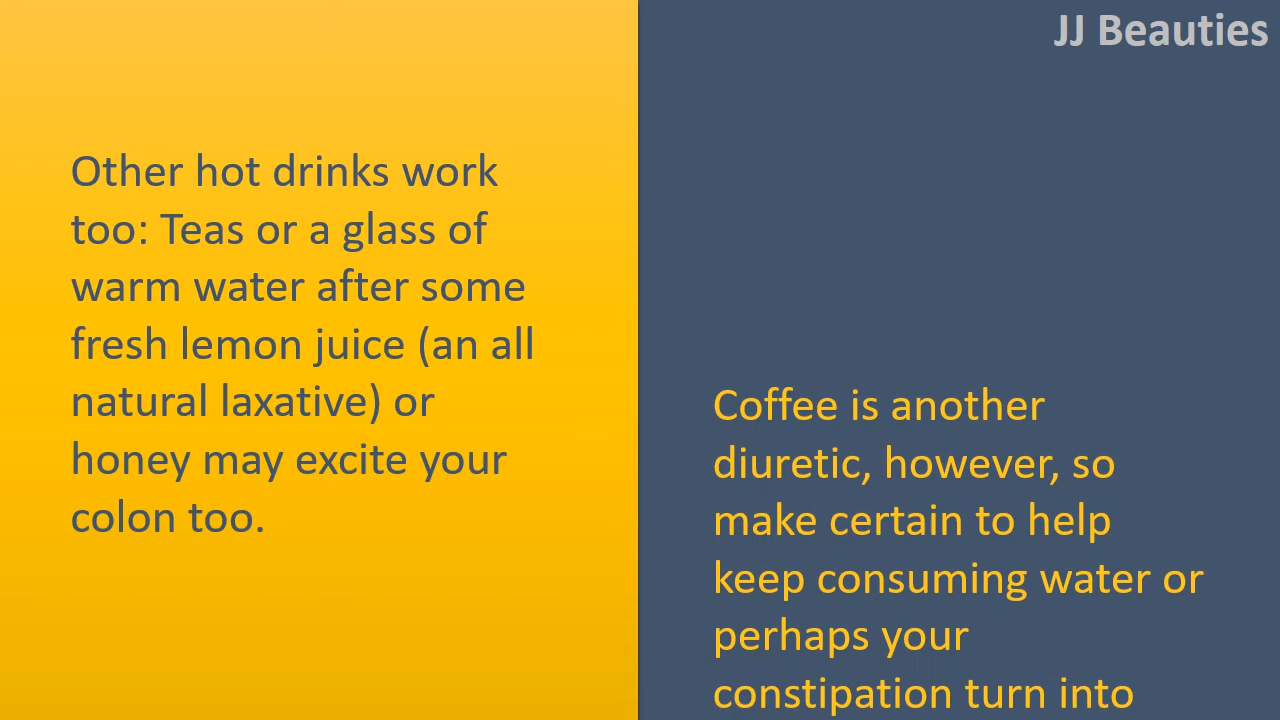 JJ Beauties
Other hot drinks work
too: Teas or a glass of
warm water after some
fresh lemon juice (an all
natural laxative) or
honey may excite your
colon too.
Coffee is another
diuretic, however, so
make certain to help
keep consuming water or
perhaps your
constipation turn into